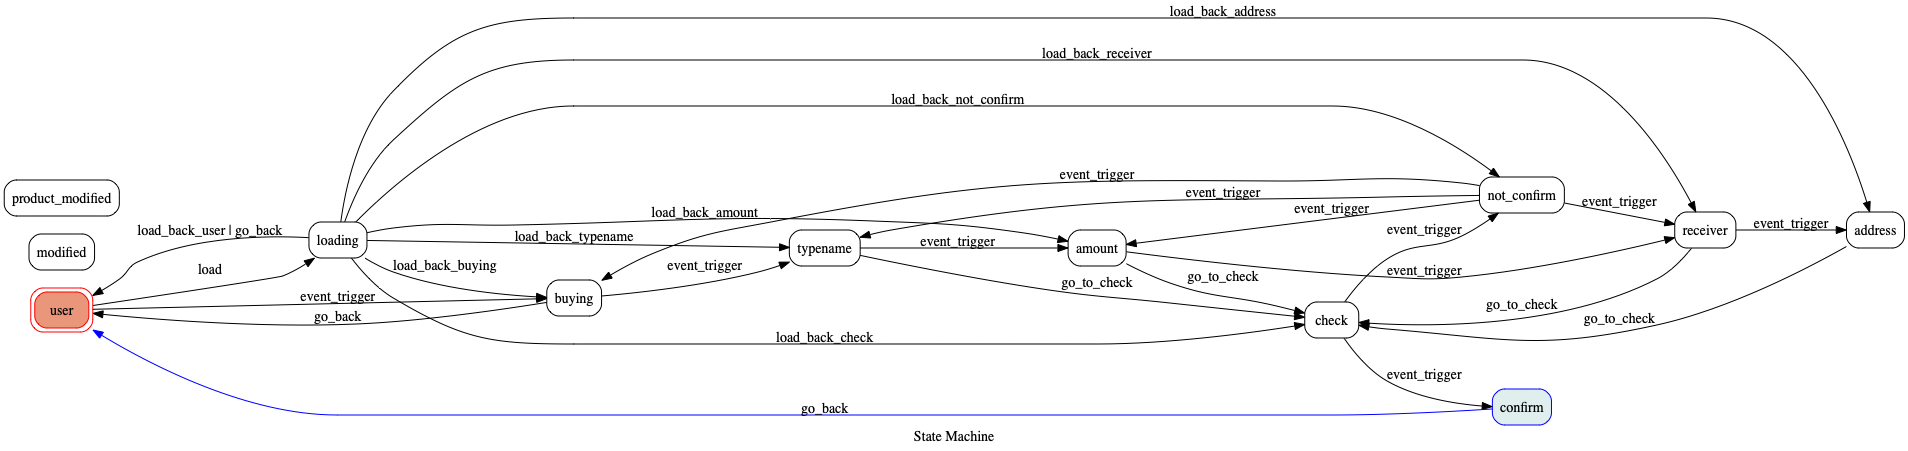 load_back_address
load_back_receiver
load_back_not_confirm
event_trigger
product_modified
event_trigger
not_confirm
event_trigger
event_trigger
load_back_amount
event_trigger
load_back_user | go_back
loading
load_back_typename
event_trigger
receiver
event_trigger
address
modified
typename
event_trigger
amount
load
load_back_buying
event_trigger
event_trigger
go_to_check
go_to_check
event_trigger
buying
user
go_back
go_to_check
check
go_to_check
load_back_check
event_trigger
go_back
confirm
State Machine